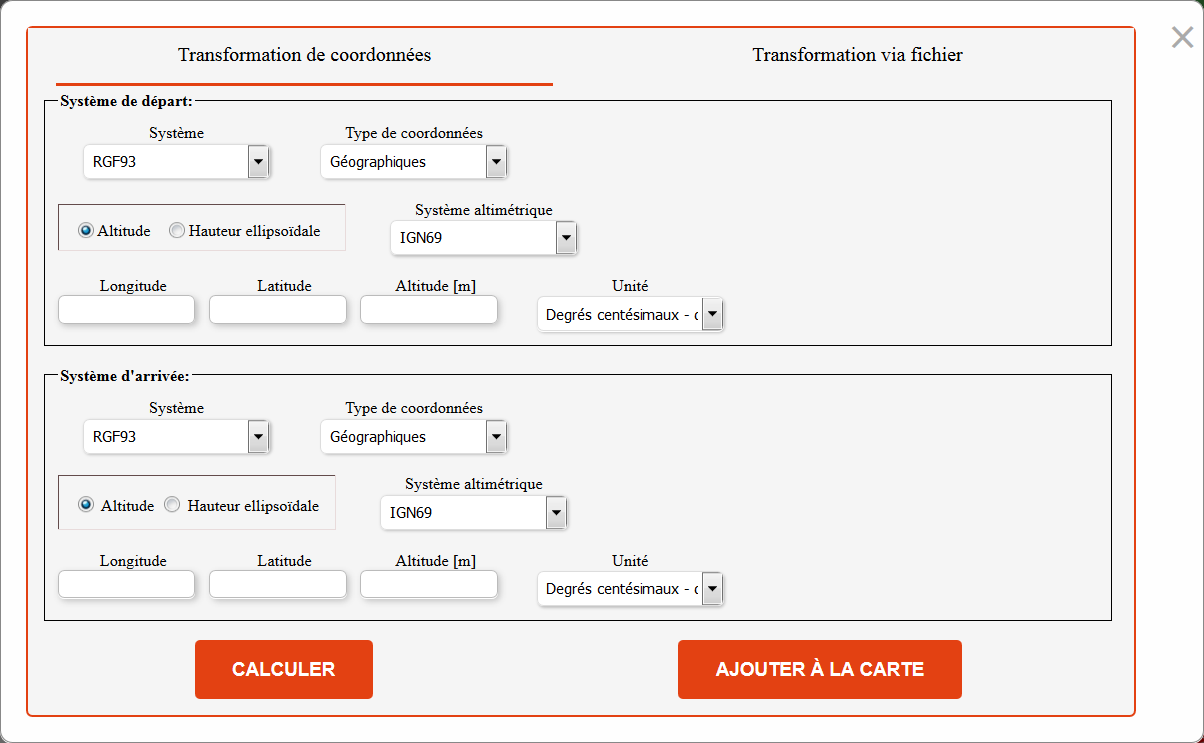 Transformation de coordonnées Transformation via fichier
Système de départ:
Système Type de coordonnées
RGF93 Géographiques
Système altimétrique
Altitude Hauteur ellipsoïdale IGN69
Longitude Latitude Altitude [m] Unité
Degrés centésimaux -
Système d'arrivée:
Système Type de coordonnées
RGF93 Géographiques
Système altimétrique
Altitude Hauteur ellipsoïdale IGN69
Longitude Latitude Altitude [m] Unité
Degrés centésimaux -
CALCULER AJOUTER À LA CARTE